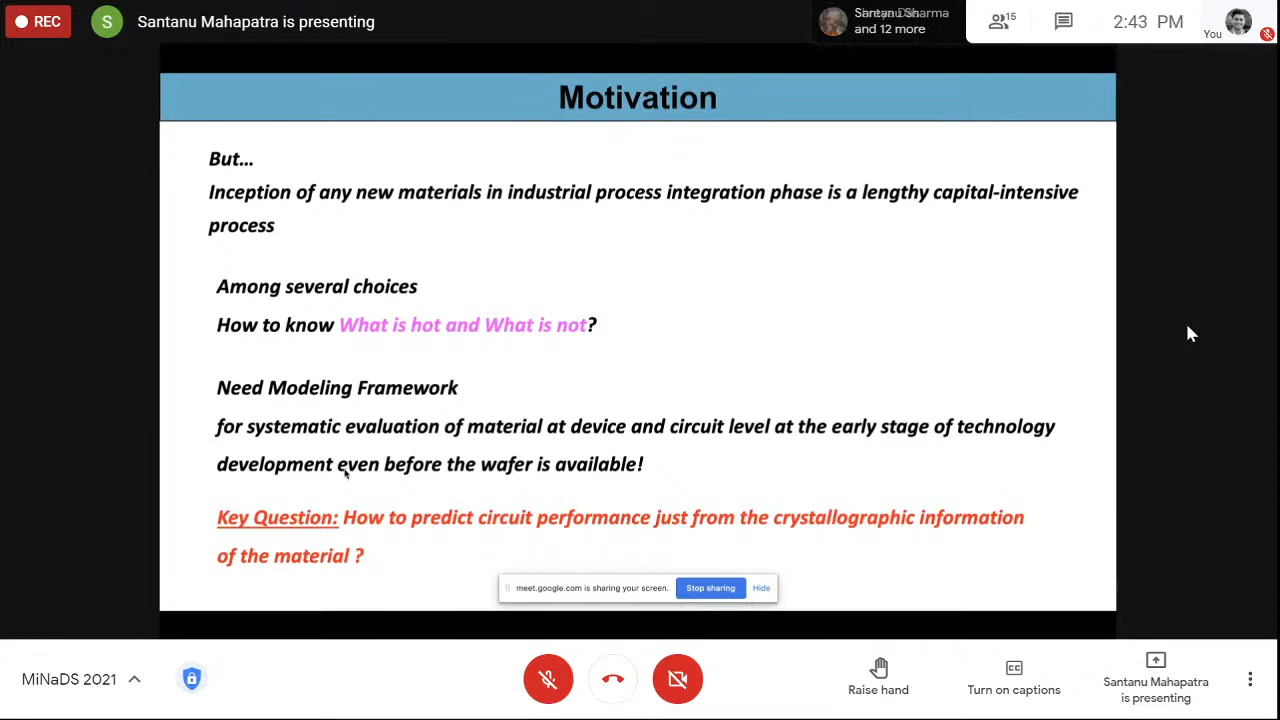 REC
S
Santanu Mahapatra is presenting
Sharma
and 12 more
15
2:43 PM
You
Motivation
But...
Inception of any new materials in industrial process integration phase is a lengthy capital-intensive
process
Among several choices
How to know What is hot and What is not?
Need Modeling Framework
for systematic evaluation of material at device and circuit level at the early stage of technology
development even before the wafer is available!
Key Question: How to predict circuit performance just from the crystallographic information
of the material ?
meet.google.com is sharing your screen.
Stop sharing
Hide
MiNaDS 2021
Raise hand
CC
Turn on captions
Santanu Mahapatra
is presenting